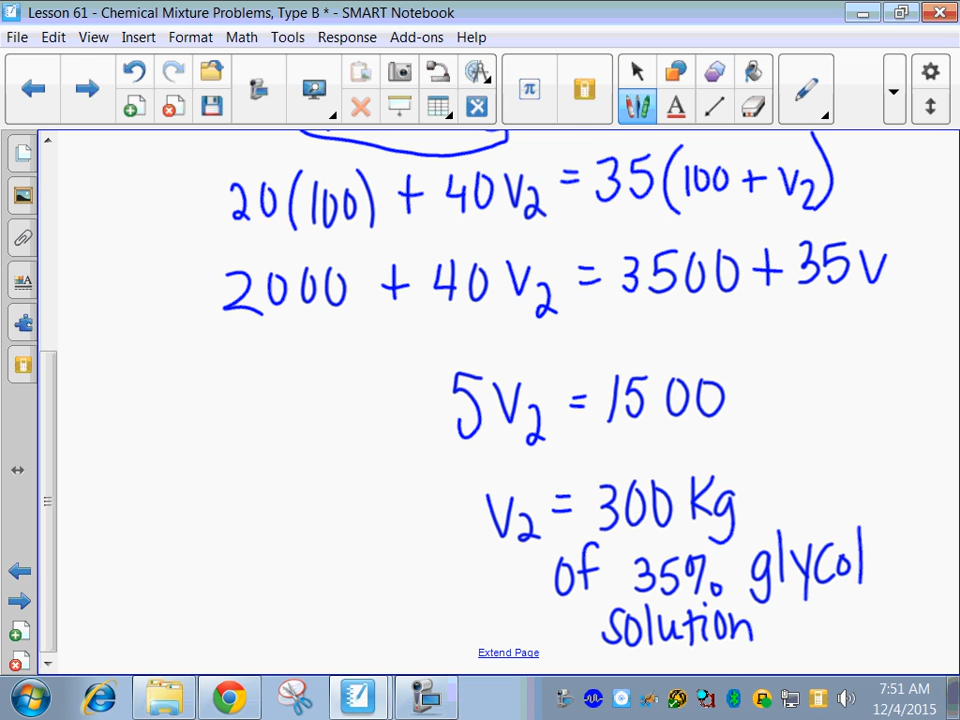 Lesson 61 - Chemical Mixture Problems, Type B * - SMART Notebook
File Edit View Insert Format Math Tools Response Add-ons Help
20(100) + 40V₂ = 35(100 + V₂)
2000 + 40V₂ = 3500 + 35V
5V₂ = 1500
V₂ = 300 Kg
of 35% glycol
solution
Extend Page
7:51 AM
12/4/2015